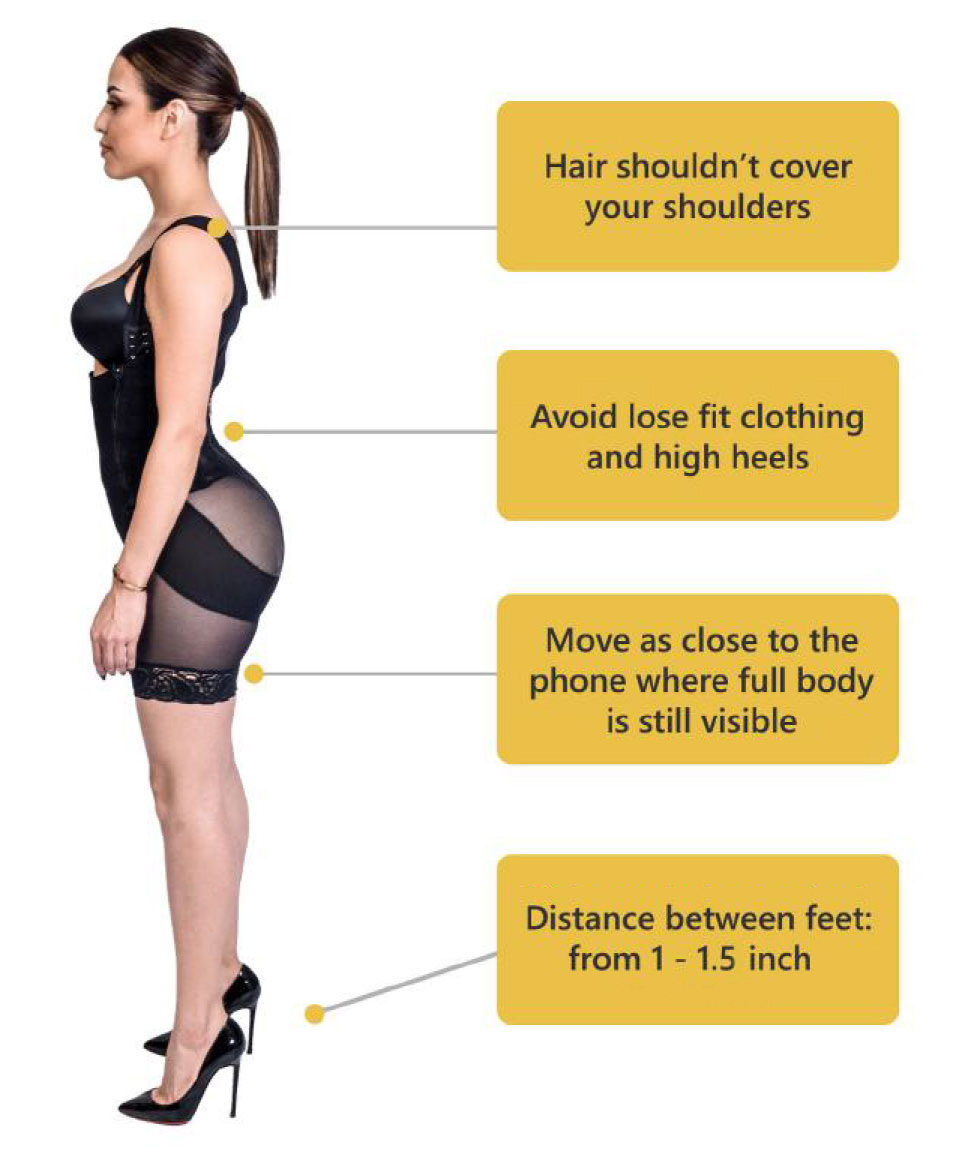 Hair shouldn’t cover
your shoulders
Avoid lose fit clothing
and high heels
Move as close to the
phone where full body
is still visible
Distance between feet:
from 1 - 1.5 inch